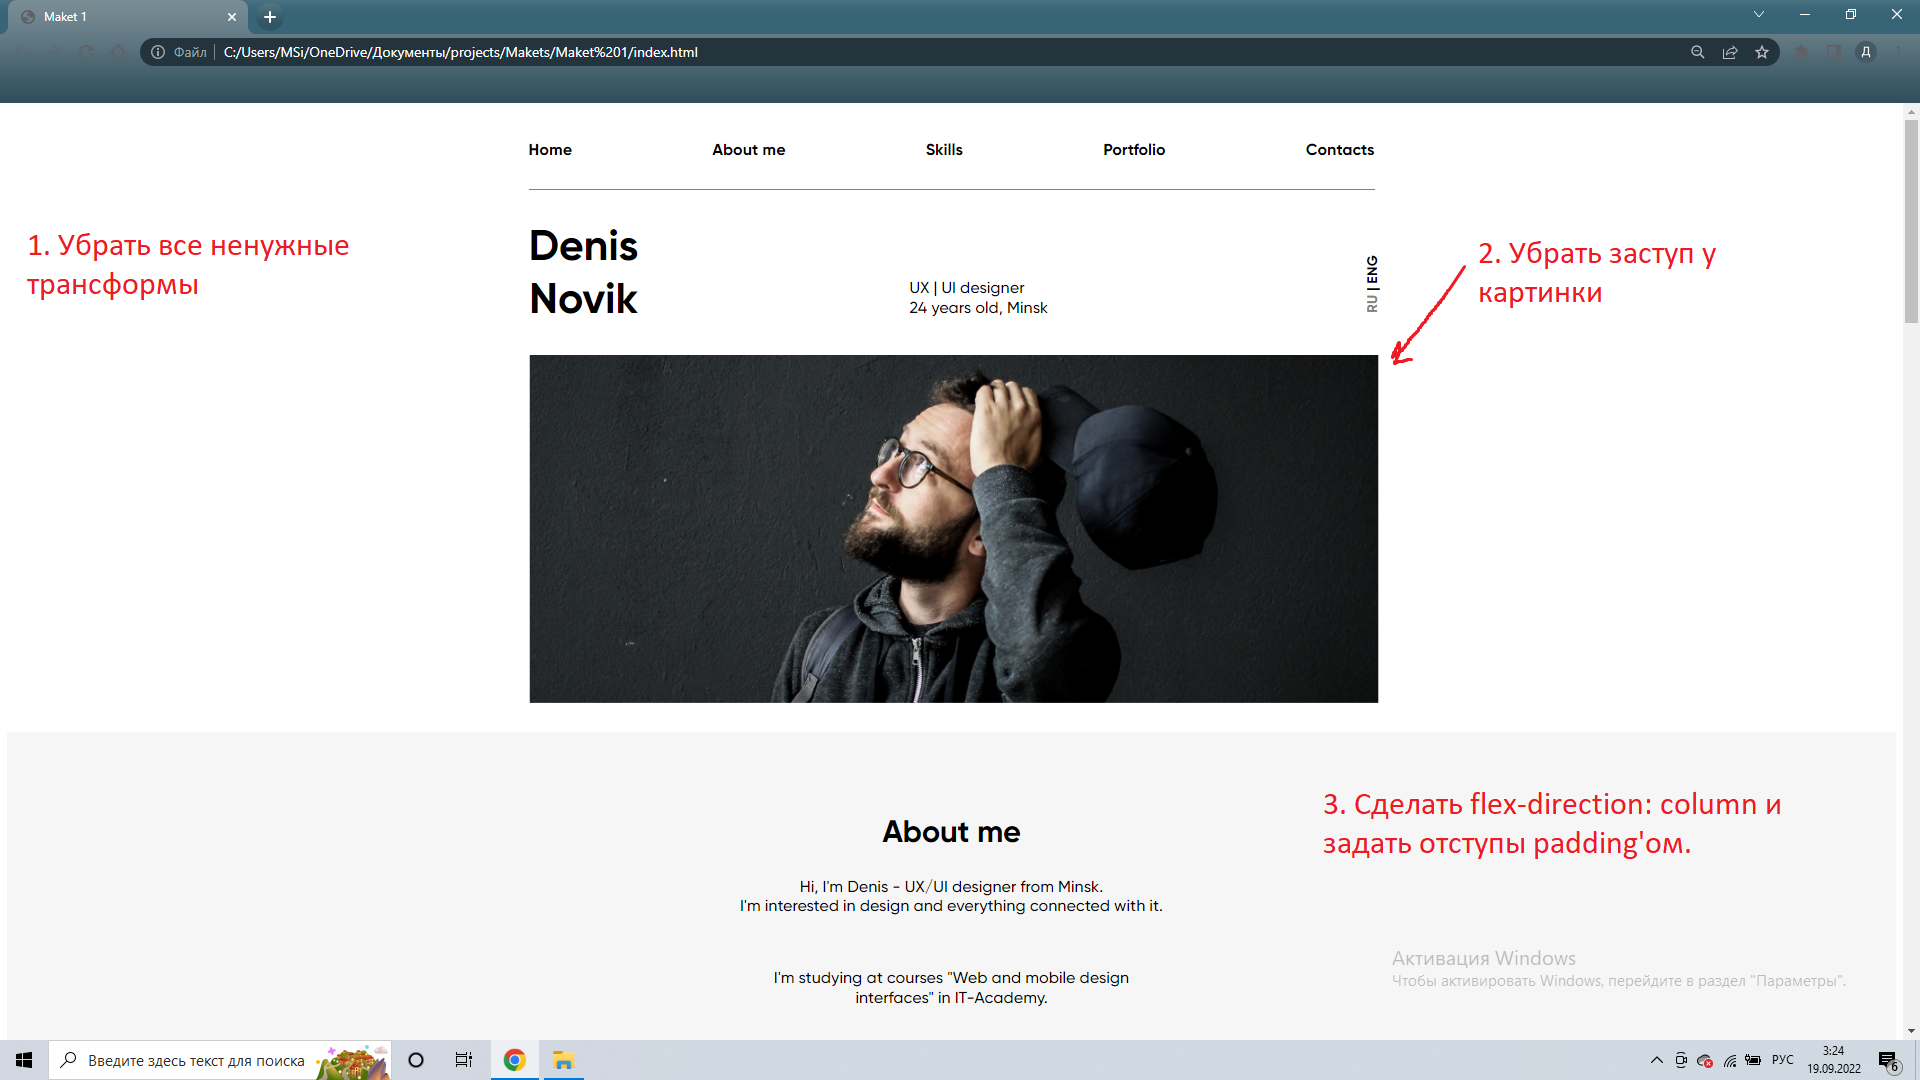 Maket 1
Файл
C:/Users/MSi/OneDrive/Документы/projects/Makets/Maket%201/index.html
Д
Home
About me
Skills
Portfolio
Contacts
1. Убрать все ненужные
трансформы
Denis
Novik
UX | UI designer
24 years old, Minsk
RU | ENG
2. Убрать заступ у
картинки
About me
Hi, I'm Denis - UX/UI designer from Minsk.
I'm interested in design and everything connected with it.
I'm studying at courses "Web and mobile design
interfaces" in IT-Academy.
3. Сделать flex-direction: column и
задать отступы padding'ом.
Активация Windows
Чтобы активировать Windows, перейдите в раздел "Параметры".
Введите здесь текст для поиска
РУС
3:24
19.09.2022
6